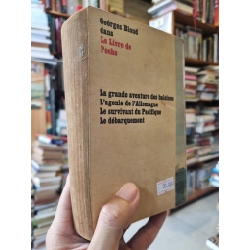 Georges Blond
dans
Le Livre de
Poche
la grande aventure des baleines
l'agonie de l'Allemagne
le survivant du Pacifique
le débarquement